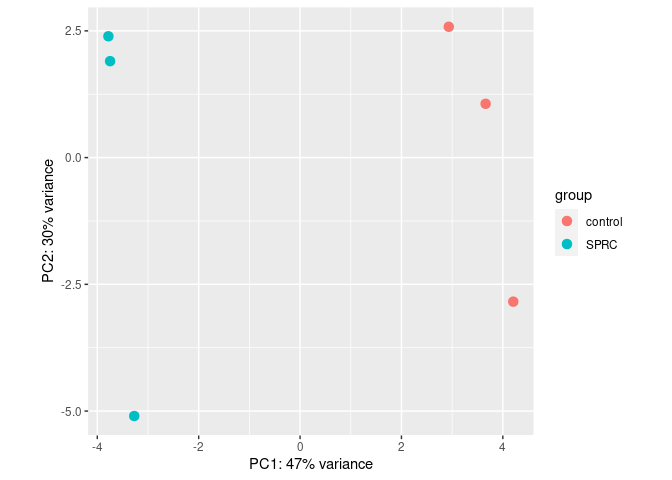 2.5
0.0
-2.5
-5.0
PC2: 30% variance
-4
-2
0
2
4
PC1: 47% variance
group
control
SPRC